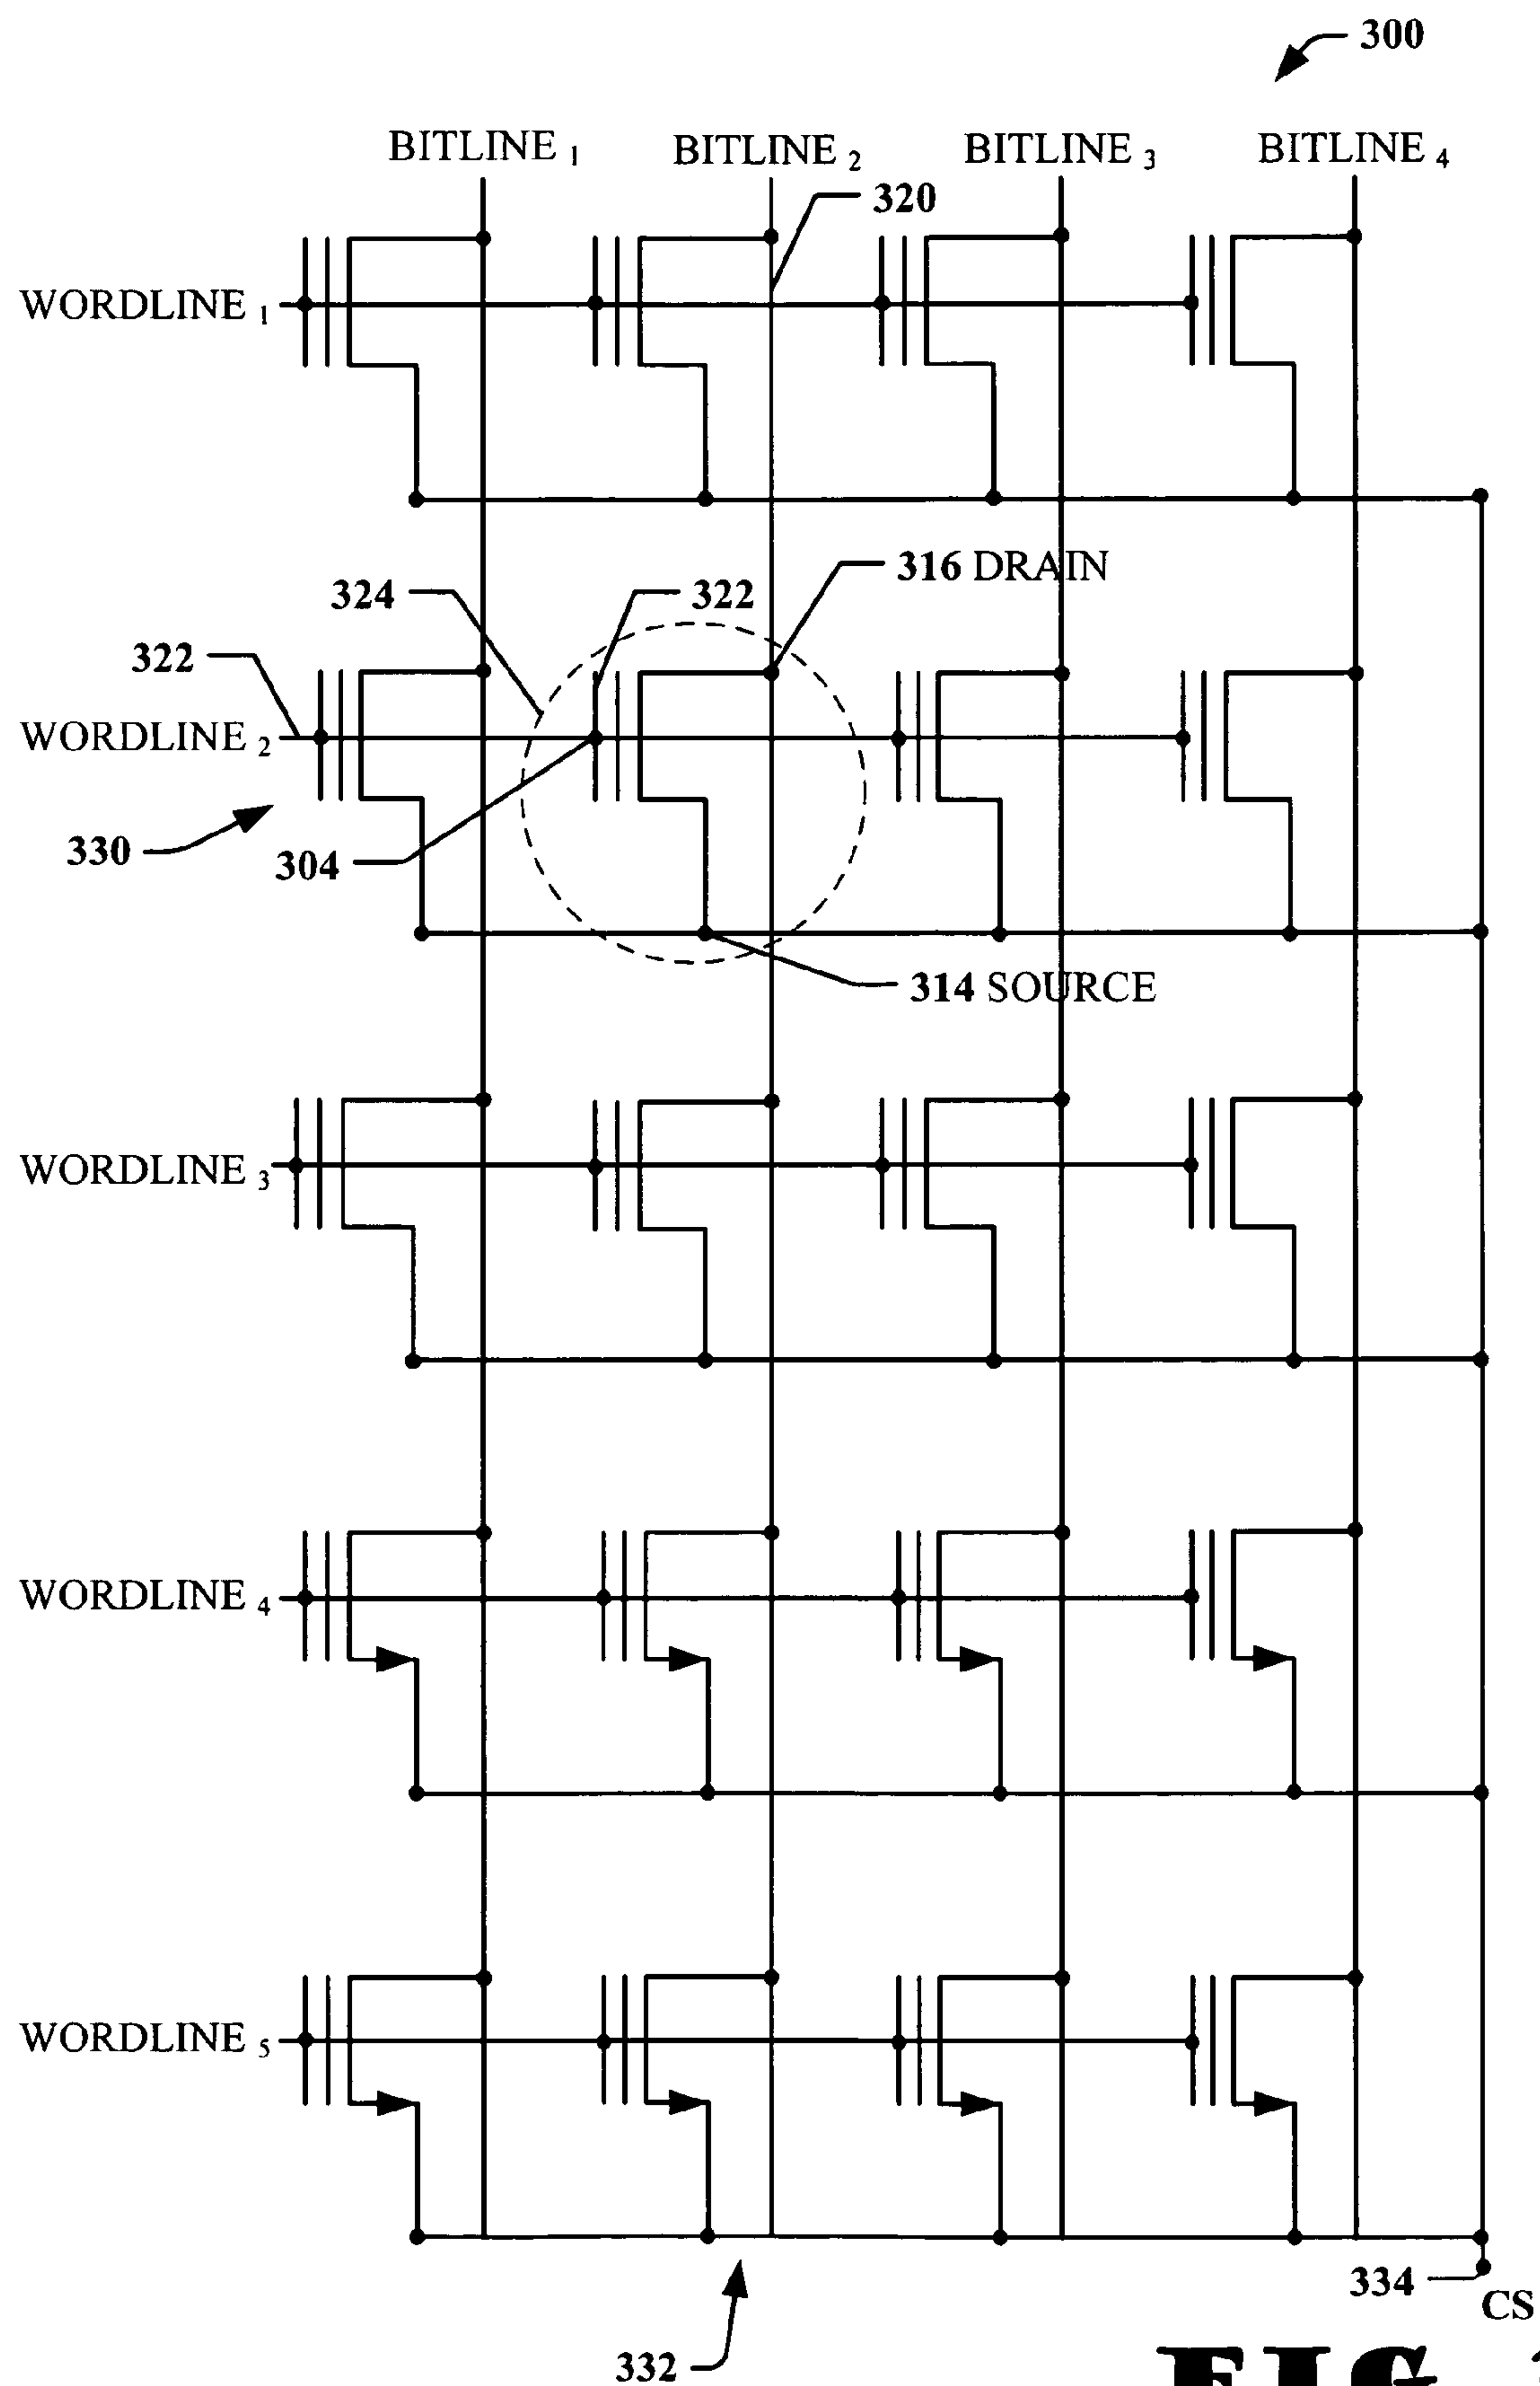 300
BITLINE 1 BITLINE 2 BITLINE 3 BITLINE 4
320
WORDLINE 1
316 DRAIN
324 322
322
WORDLINE 2
330
304
314 SOURCE
WORDLINE 3
WORDLINE 4
WORDLINE 5
334
CS
332